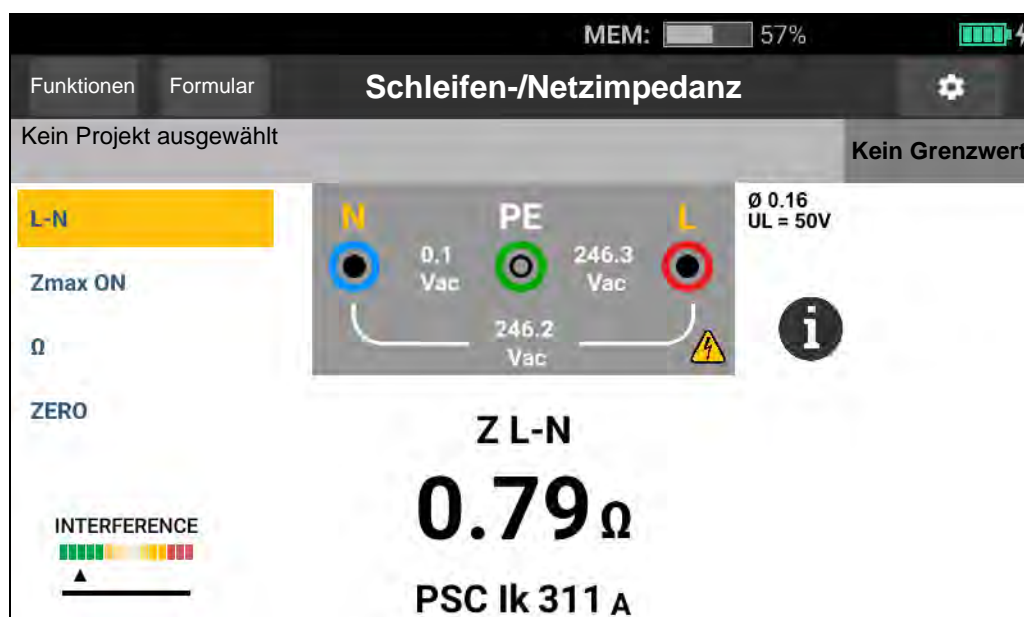 MEM: 57%
Funktionen Formular Schleifen-/Netzimpedanz
Kein Projekt ausgewählt
Kein Grenzwert
L-N
Zmax ON
Ω
ZERO
INTERFERENCE
N PE L
0.1 246.3
Vac Vac
246.2
Vac
Ø 0.16
UL = 50V
i
Z L-N
0.79 Ω
PSC Ik 311 A